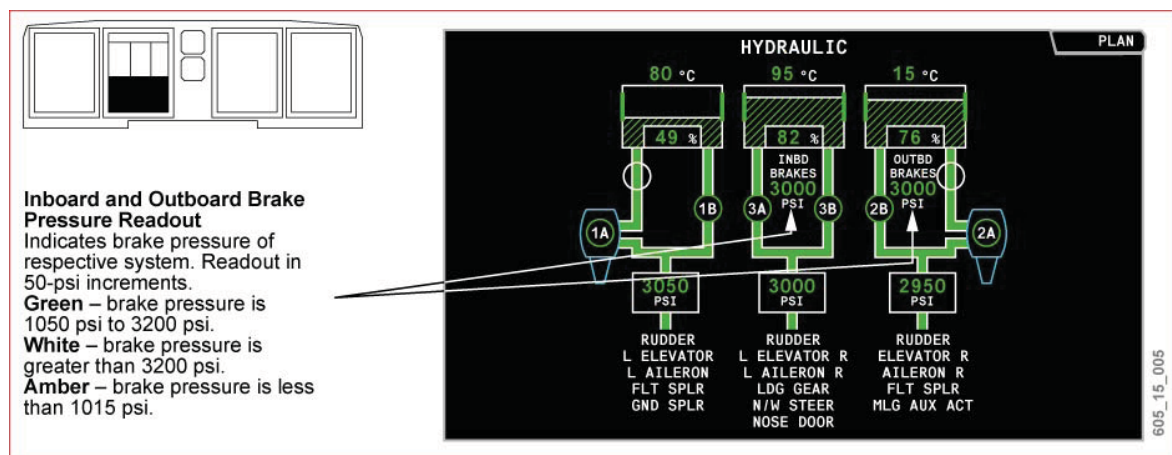 PLAN
HYDRAULIC
80 °C
95 °C
15 °C
49 %
82 %
76 %
INBD
BRAKES
3000
PSI
OUTBD
BRAKES
3000
PSI
1A
1B
3A
3B
2B
2A
3050
PSI
3000
PSI
2950
PSI
RUDDER
L ELEVATOR
L AILERON
FLT SPLR
GND SPLR
RUDDER
L ELEVATOR R
L AILERON R
LDG GEAR
N/W STEER
NOSE DOOR
RUDDER
ELEVATOR R
AILERON R
FLT SPLR
MLG AUX ACT
Inboard and Outboard Brake
Pressure Readout
Indicates brake pressure of
respective system. Readout in
50-psi increments.
Green – brake pressure is
1050 psi to 3200 psi.
White – brake pressure is
greater than 3200 psi.
Amber – brake pressure is less
than 1015 psi.
605_15_005